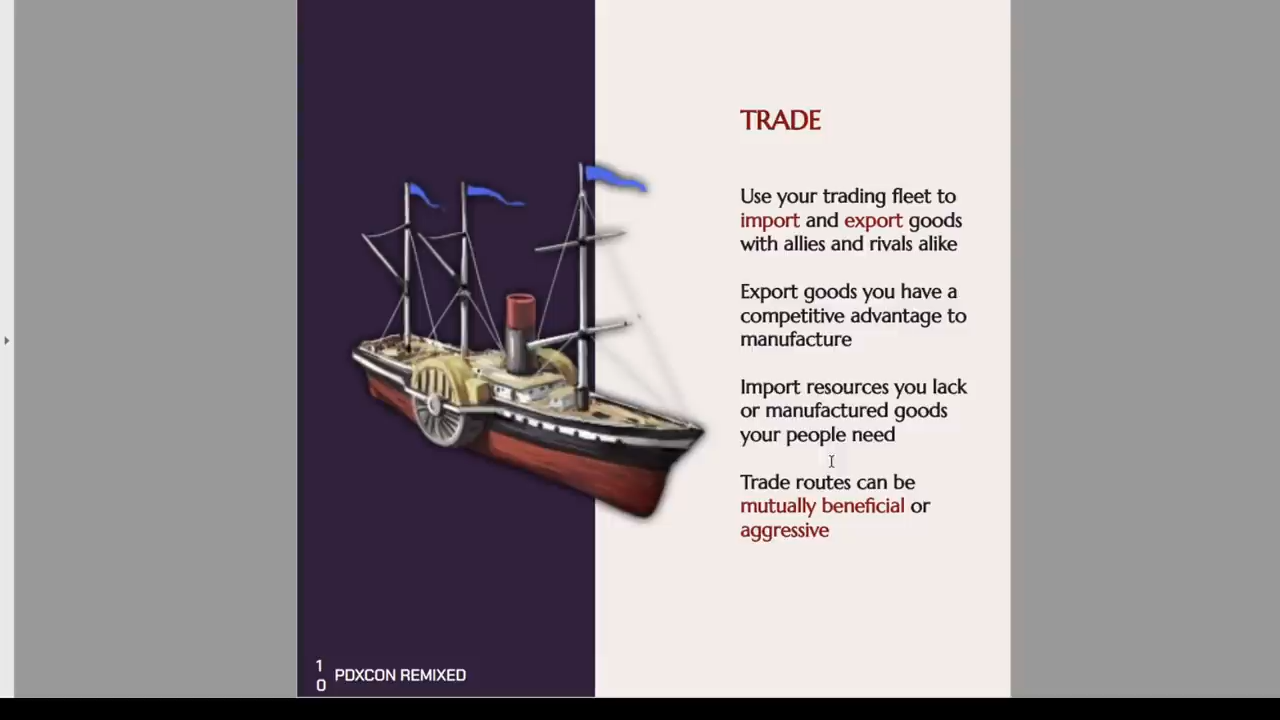 TRADE
Use your trading fleet to
import and export goods
with allies and rivals alike
Export goods you have a
competitive advantage to
manufacture
Import resources you lack
or manufactured goods
your people need
Trade routes can be
mutually beneficial or
aggressive
1
0
PDXCON REMIXED